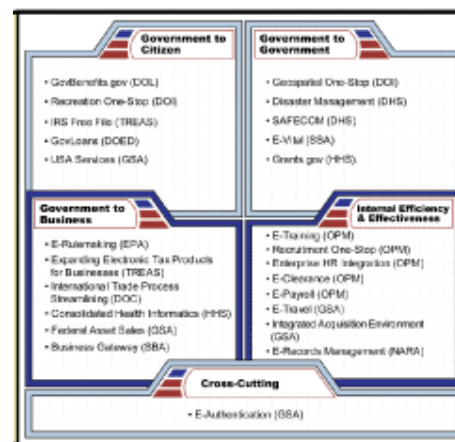 Government to
Citizen
• GovBenefits.gov (DOL)
• Recreation One-Stop (DOI)
• IRS Free File (TREAS)
• GovLoans (DOED)
• USA Services (GSA)
Government to
Government
• Geospatial One-Stop (DOI)
• Disaster Management (DHS)
• SAFECOM (DHS)
• E-Vital (SSA)
• Grants.gov (HHS).
Government to
Business
• E-Rulemaking (EPA)
• Expanding Electronic Tax Products
for Businesses (TREAS)
• International Trade Process
Streamlining (DOC)
• Consolidated Health Informatics (HHS)
• Federal Asset Sales (GSA)
• Business Gateway (SBA)
Internal Efficiency
& Effectiveness
• E-Training (OPM)
• Recruitment One-Stop (OPM)
• Enterprise HR Integration (OPM)
• E-Clearance (OPM)
• E-Payroll (OPM)
• E-Travel (GSA)
• Integrated Acquisition Environment
(GSA)
• E-Records Management (NARA)
Cross-Cutting
• E-Authentication (GSA)